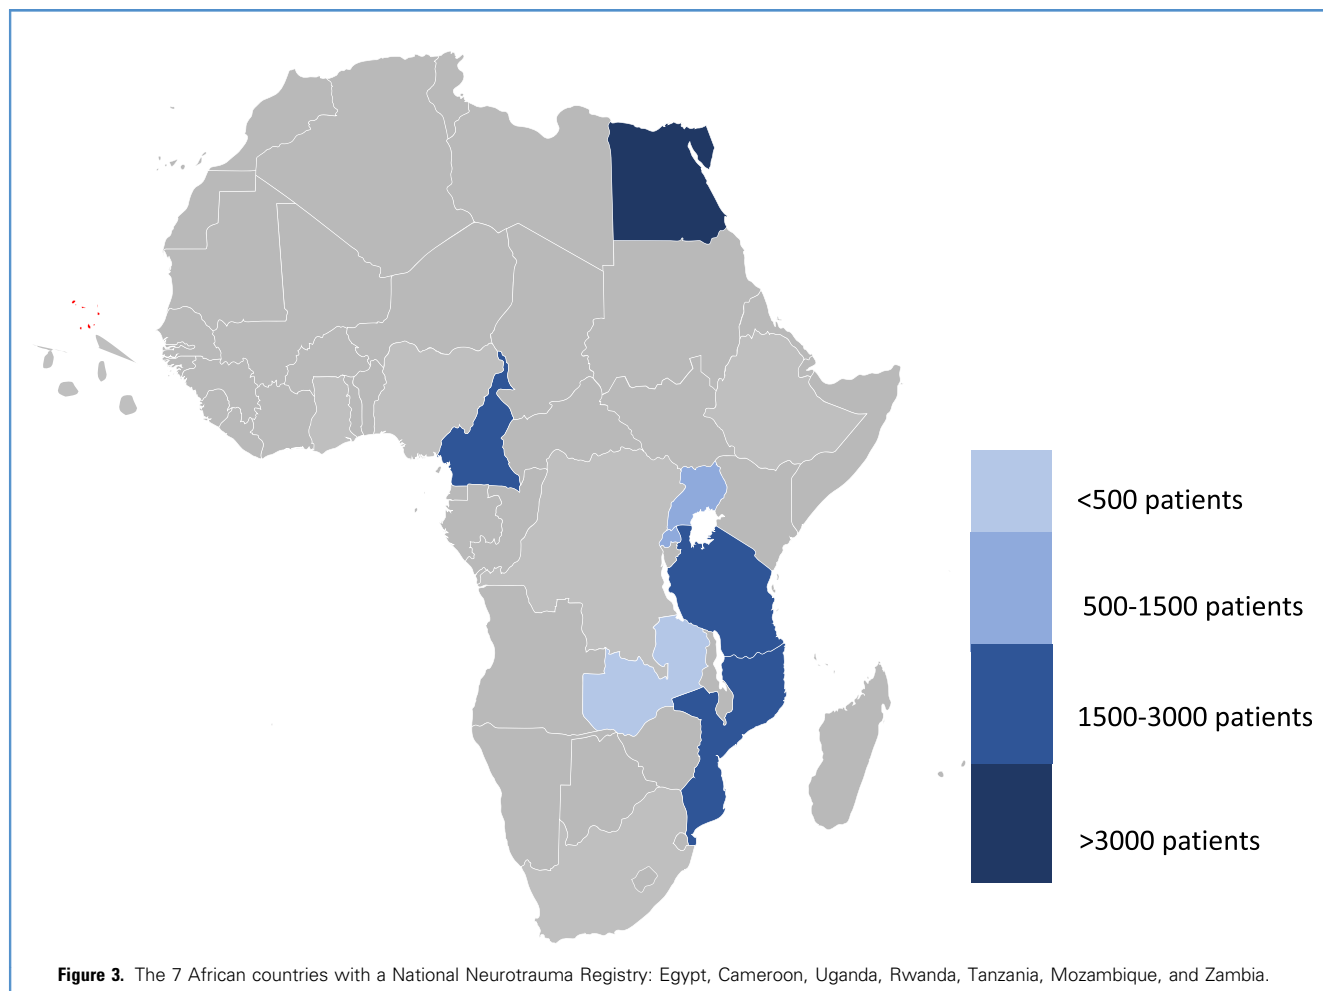 <500 patients
500-1500 patients
1500-3000 patients
>3000 patients
Figure 3. The 7 African countries with a National Neurotrauma Registry: Egypt, Cameroon, Uganda, Rwanda, Tanzania, Mozambique, and Zambia.